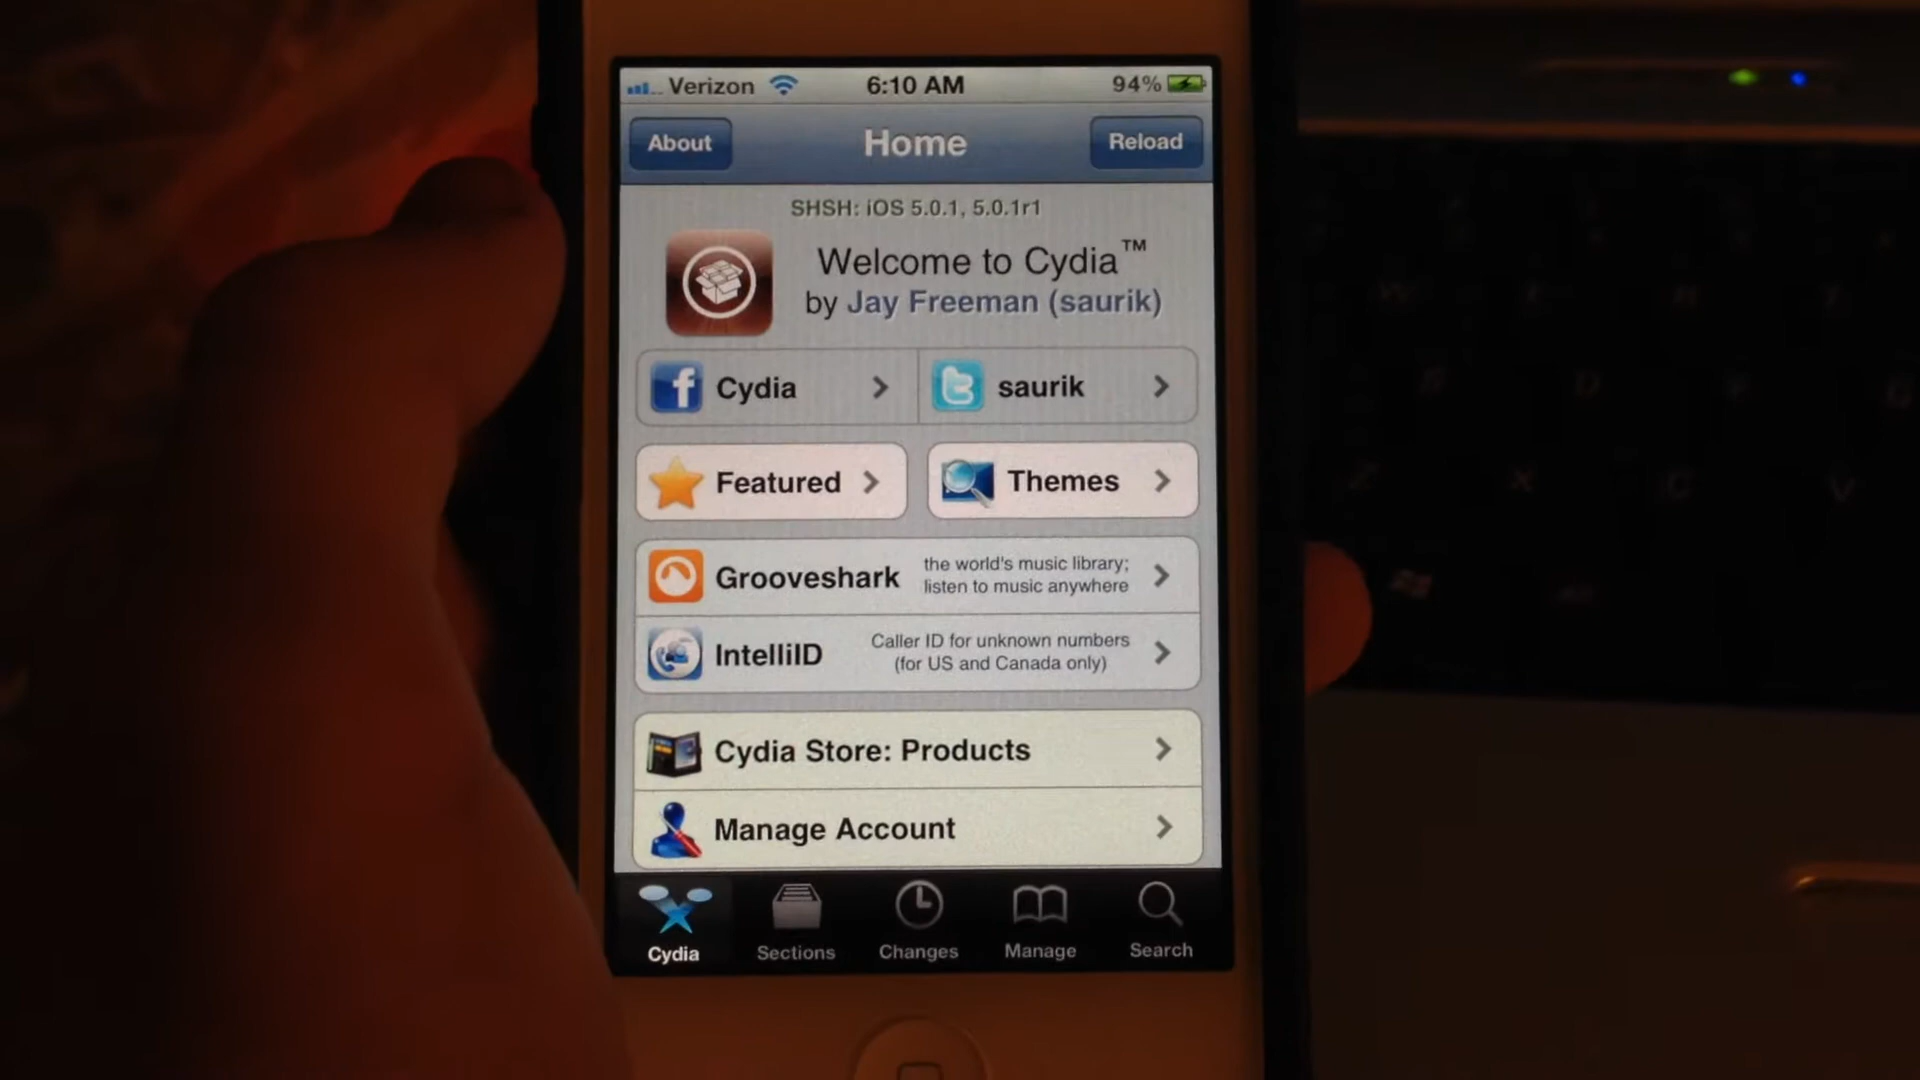 Verizon 6:10 AM 94%
About Home Reload
SHSH: iOS 5.0.1, 5.0.1r1
Welcome to Cydia™
by Jay Freeman (saurik)
Cydia saurik
Featured Themes
Grooveshark the world's music library;
listen to music anywhere
IntelliID Caller ID for unknown numbers
(for US and Canada only)
Cydia Store: Products
Manage Account
Cydia Sections Changes Manage Search
Z X C V